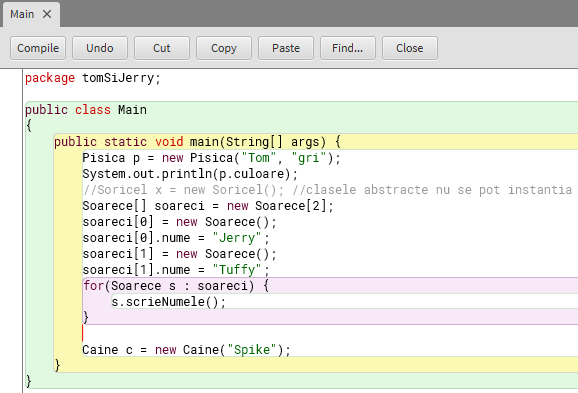 Main ✕
Compile Undo Cut Copy Paste Find... Close
package tomSiJerry;
public class Main
{
public static void main(String[] args) {
Pisica p = new Pisica("Tom", "gri");
System.out.println(p.culoare);
//Soricel x = new Soricel(); //clasele abstracte nu se pot instantia
Soarece[] soareci = new Soarece[2];
soareci[0] = new Soarece();
soareci[0].nume = "Jerry";
soareci[1] = new Soarece();
soareci[1].nume = "Tuffy";
for(Soarece s : soareci) {
s.scrieNumele();
}
Caine c = new Caine("Spike");
}
}